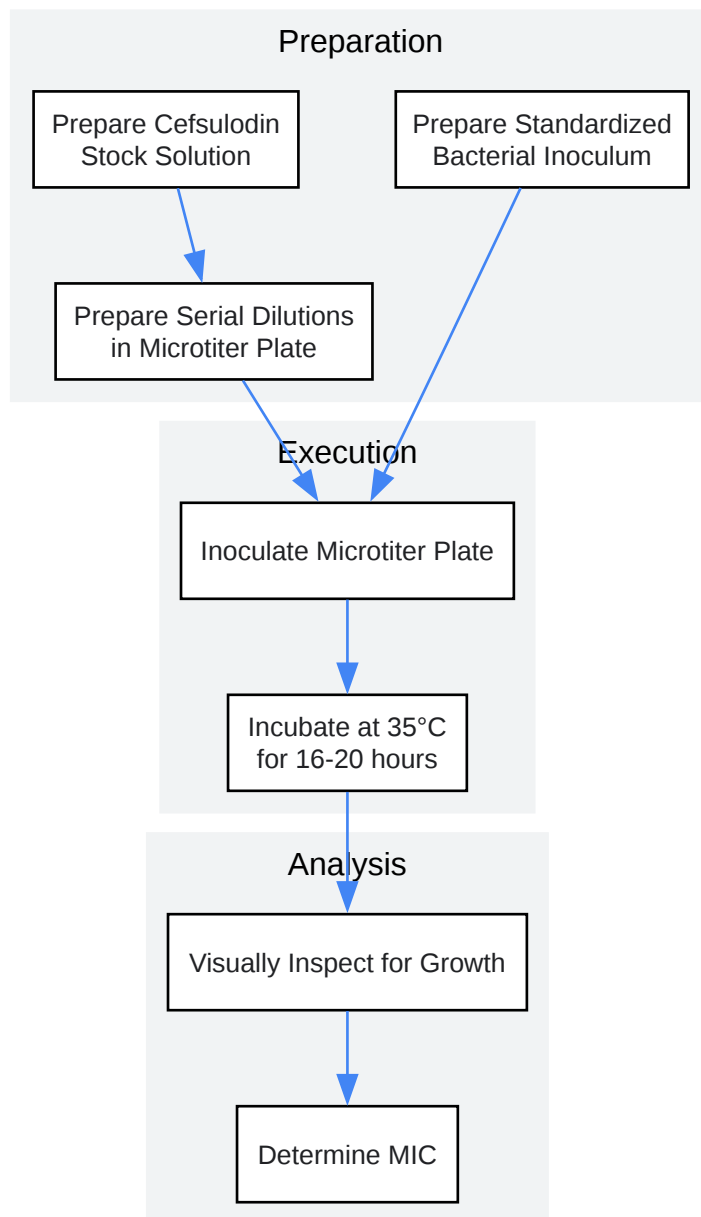 Preparation
Prepare Cefsulodin
Stock Solution
Prepare Standardized
Bacterial Inoculum
Prepare Serial Dilutions
in Microtiter Plate
Execution
Inoculate Microtiter Plate
Incubate at 35°C
for 16-20 hours
Analysis
Visually Inspect for Growth
Determine MIC